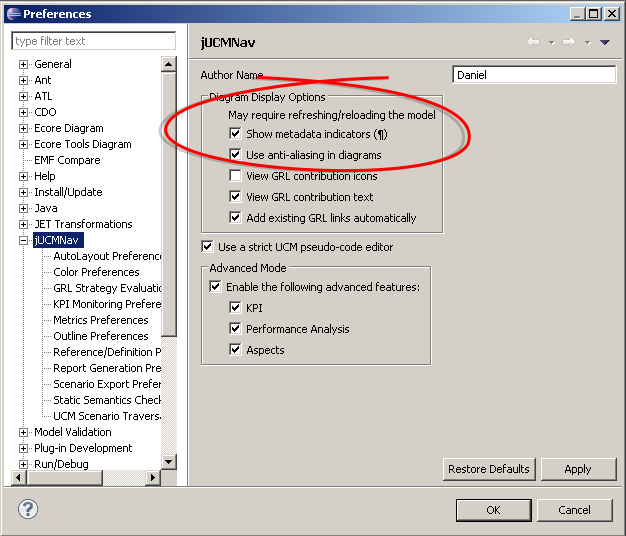 Preferences
type filter text
General
Ant
ATL
CDO
Ecore Diagram
Ecore Tools Diagram
EMF Compare
Help
Install/Update
Java
JET Transformations
jUCMNav
AutoLayout Preference
Color Preferences
GRL Strategy Evaluatio
KPI Monitoring Prefere
Metrics Preferences
Outline Preferences
Reference/Definition P
Report Generation Pre
Scenario Export Prefer
Static Semantics Check
UCM Scenario Traversa
Model Validation
Plug-in Development
Run/Debug
jUCMNav
Author Name
Daniel
Diagram Display Options
May require refreshing/reloading the model
Show metadata indicators (¶)
Use anti-aliasing in diagrams
View GRL contribution icons
View GRL contribution text
Add existing GRL links automatically
Use a strict UCM pseudo-code editor
Advanced Mode
Enable the following advanced features:
KPI
Performance Analysis
Aspects
Restore Defaults
Apply
?
OK
Cancel